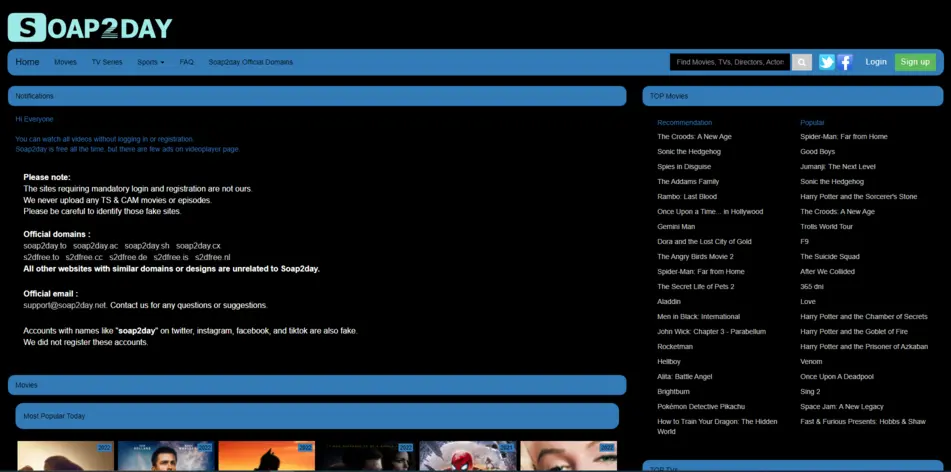 SOAP2DAY
Home Movies TV Series Sports FAQ Soap2day Official Domains
Find Movies, TVs, Directors, Actors
Login Sign up
Notifications
Hi Everyone
You can watch all videos without logging in or registration.
Soap2day is free all the time, but there are few ads on videoplayer page.
Please note:
The sites requiring mandatory login and registration are not ours.
We never upload any TS & CAM movies or episodes.
Please be careful to identify those fake sites.
Official domains :
soap2day.to soap2day.ac soap2day.sh soap2day.cx
s2dfree.to s2dfree.cc s2dfree.de s2dfree.is s2dfree.nl
All other websites with similar domains or designs are unrelated to Soap2day.
Official email :
support@soap2day.net. Contact us for any questions or suggestions.
Accounts with names like "soap2day" on twitter, instagram, facebook, and tiktok are also fake.
We did not register these accounts.
Movies
Most Popular Today
2022
2022
2022
2022
2021
2022
TOP Movies
Recommendation
The Croods: A New Age
Sonic the Hedgehog
Spies in Disguise
The Addams Family
Rambo: Last Blood
Once Upon a Time... in Hollywood
Gemini Man
Dora and the Lost City of Gold
The Angry Birds Movie 2
Spider-Man: Far from Home
The Secret Life of Pets 2
Aladdin
Men in Black: International
John Wick: Chapter 3 - Parabellum
Rocketman
Hellboy
Alita: Battle Angel
Brightburn
Pokémon Detective Pikachu
How to Train Your Dragon: The Hidden
World
Popular
Spider-Man: Far from Home
Good Boys
Jumanji: The Next Level
Sonic the Hedgehog
Harry Potter and the Sorcerer's Stone
The Croods: A New Age
Trolls World Tour
F9
The Suicide Squad
After We Collided
365 dni
Love
Harry Potter and the Chamber of Secrets
Harry Potter and the Goblet of Fire
Harry Potter and the Prisoner of Azkaban
Venom
Once Upon A Deadpool
Sing 2
Space Jam: A New Legacy
Fast & Furious Presents: Hobbs & Shaw